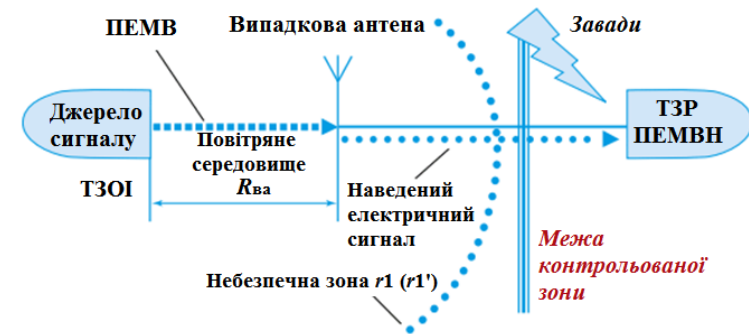 ПЕМВ
Випадкова антена
Завади
Джерело
сигналу
ТЗР
ПЕМВН
Повітряне
середовище
Rва
ТЗОІ
Наведений
електричний
сигнал
Межа
контрольованої
зони
Небезпечна зона r1 (r1')